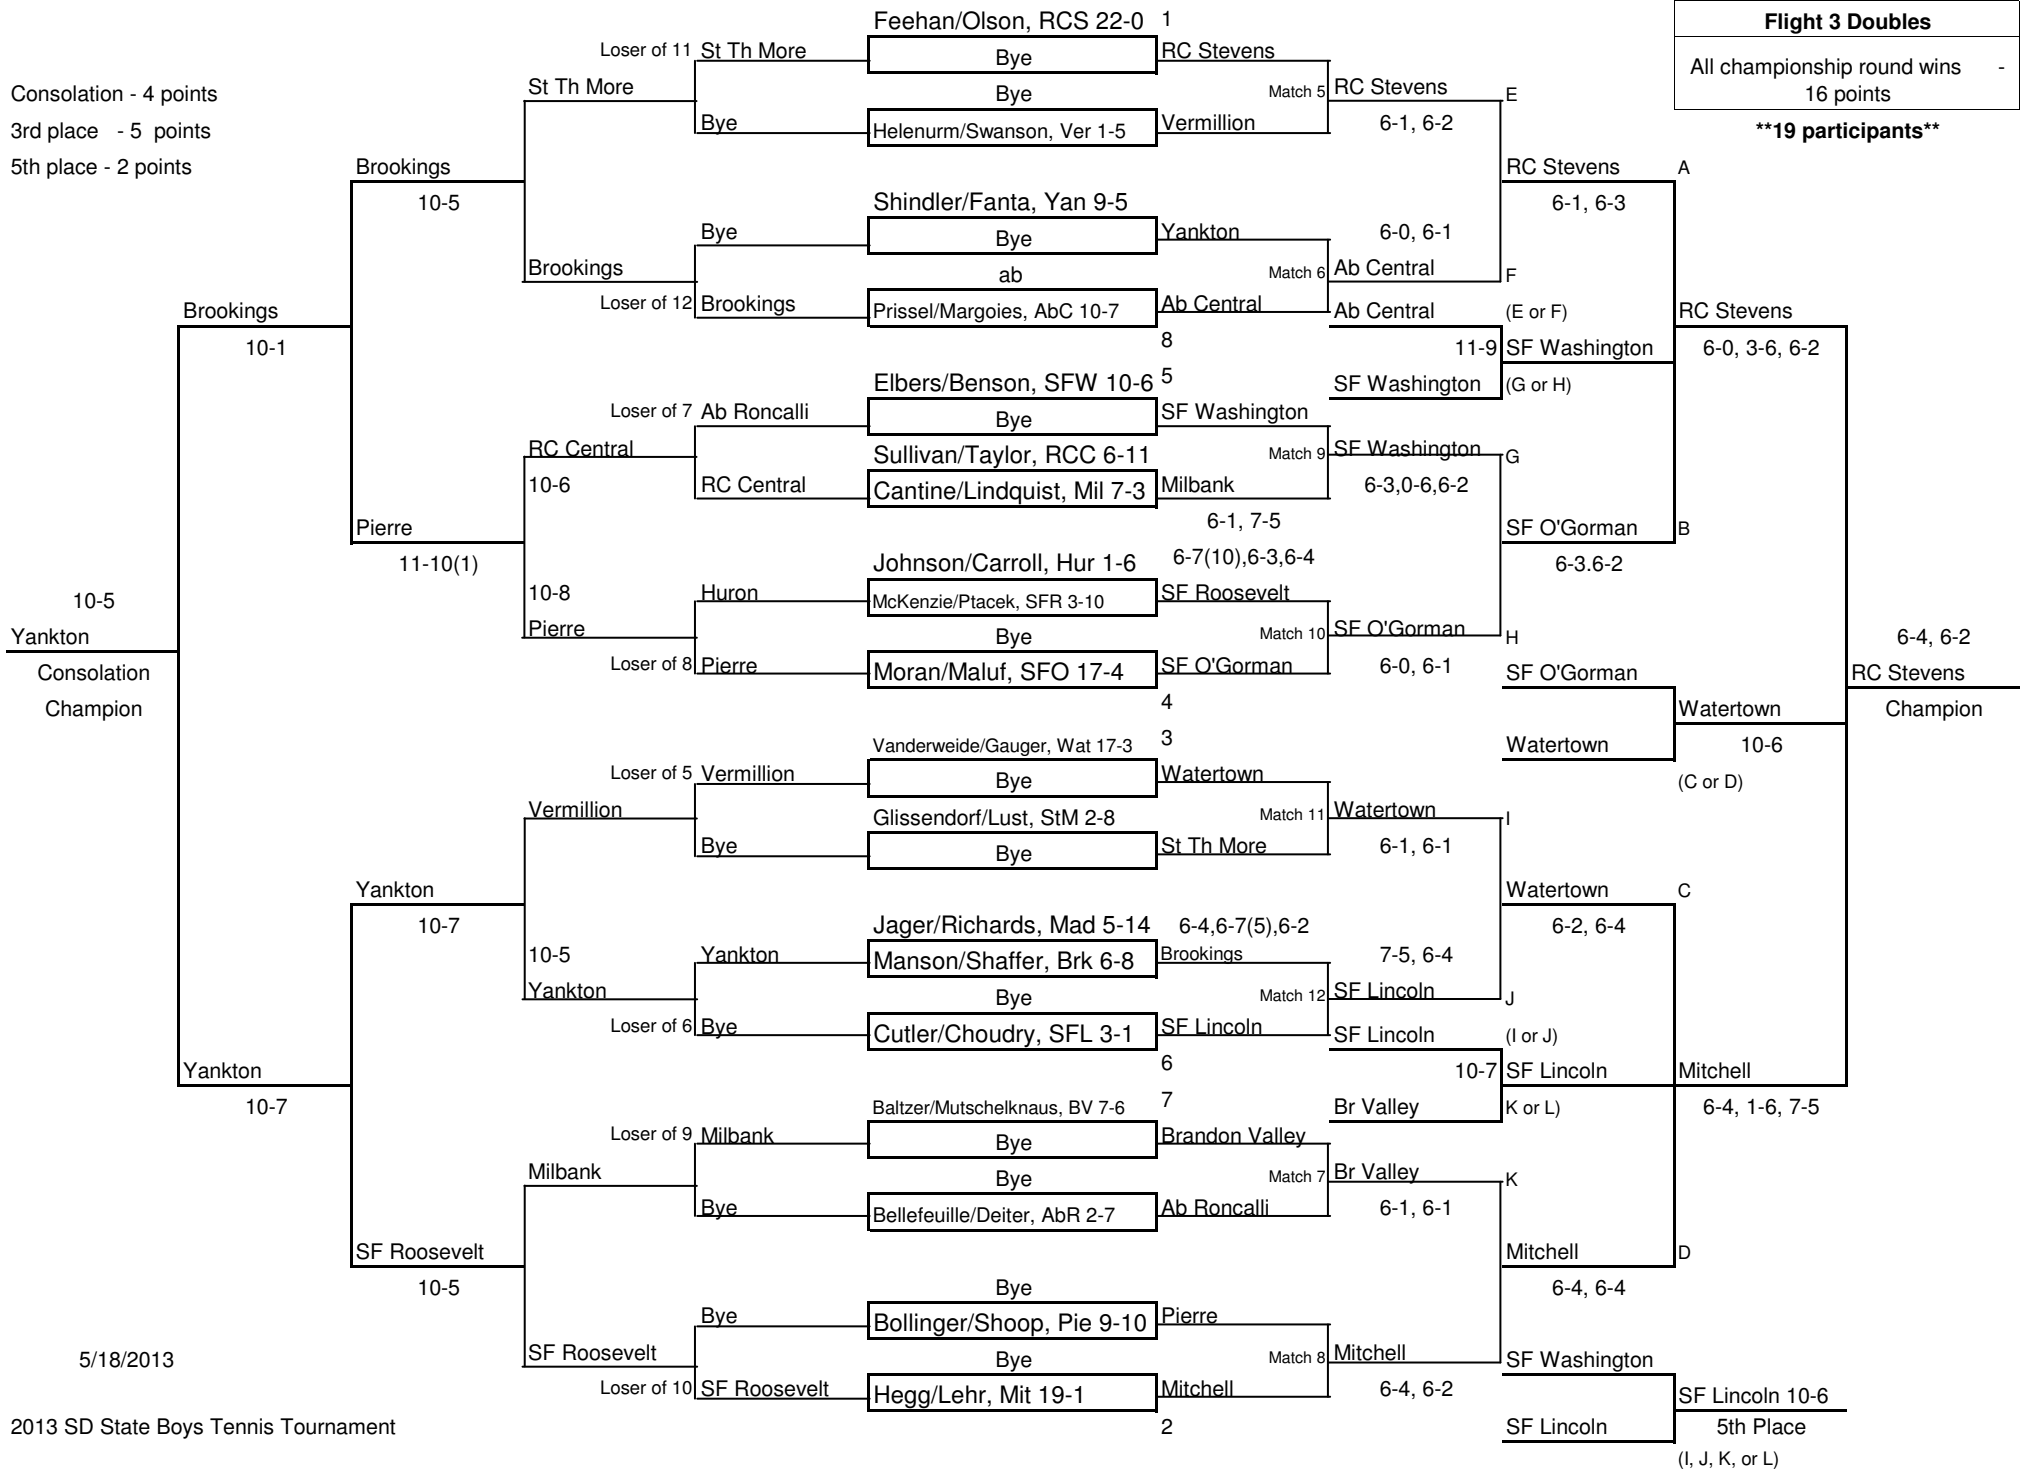 Feehan/Olson, RCS 22-0 1
Flight 3 Doubles
Loser of 11 St Th More Bye RC Stevens
All championship round wins -
16 points
Consolation - 4 points St Th More Bye Match 5 RC Stevens E
3rd place - 5 points Bye Helenurm/Swanson, Ver 1-5 Vermillion 6-1, 6-2 **19 participants**
5th place - 2 points Brookings RC Stevens A
10-5 Shindler/Fanta, Yan 9-5 6-1, 6-3
Bye Bye Yankton 6-0, 6-1
Brookings ab Match 6 Ab Central F
Brookings Loser of 12 Brookings Prissel/Margoies, AbC 10-7 Ab Central Ab Central (E or F) RC Stevens
10-1 8 11-9 SF Washington 6-0, 3-6, 6-2
Elbers/Benson, SFW 10-6 5 SF Washington (G or H)
Loser of 7 Ab Roncalli Bye SF Washington
RC Central Sullivan/Taylor, RCC 6-11 Match 9 SF Washington G
10-6 RC Central Cantine/Lindquist, Mil 7-3 Milbank 6-3,0-6,6-2
Pierre 6-1, 7-5 SF O'Gorman B
11-10(1) Johnson/Carroll, Hur 1-6 6-7(10),6-3,6-4 6-3.6-2
10-5 10-8 Huron McKenzie/Ptacek, SFR 3-10 SF Roosevelt
Yankton Pierre Bye Match 10 SF O'Gorman H 6-4, 6-2
Consolation Loser of 8 Pierre Moran/Maluf, SFO 17-4 SF O'Gorman 6-0, 6-1 SF O'Gorman RC Stevens
Champion 4 Watertown Champion
Vanderweide/Gauger, Wat 17-3 3 Watertown 10-6
Loser of 5 Vermillion Bye Watertown (C or D)
Vermillion Glissendorf/Lust, StM 2-8 Match 11 Watertown I
Bye Bye St Th More 6-1, 6-1
Yankton Watertown C
10-7 Jager/Richards, Mad 5-14 6-4,6-7(5),6-2 6-2, 6-4
10-5 Yankton Manson/Shaffer, Brk 6-8 Brookings 7-5, 6-4
Yankton Bye Match 12 SF Lincoln J
Loser of 6 Bye Cutler/Choudry, SFL 3-1 SF Lincoln SF Lincoln (I or J)
Yankton 6 10-7 SF Lincoln Mitchell
10-7 Baltzer/Mutschelknaus, BV 7-6 7 Br Valley K or L) 6-4, 1-6, 7-5
Loser of 9 Milbank Bye Brandon Valley
Milbank Bye Match 7 Br Valley K
Bye Bellefeuille/Deiter, AbR 2-7 Ab Roncalli 6-1, 6-1
SF Roosevelt Mitchell D
10-5 Bye 6-4, 6-4
Bye Bollinger/Shoop, Pie 9-10 Pierre
5/18/2013 SF Roosevelt Bye Match 8 Mitchell SF Washington
Loser of 10 SF Roosevelt Hegg/Lehr, Mit 19-1 Mitchell 6-4, 6-2 SF Lincoln 10-6
2013 SD State Boys Tennis Tournament 2 SF Lincoln 5th Place
(I, J, K, or L)